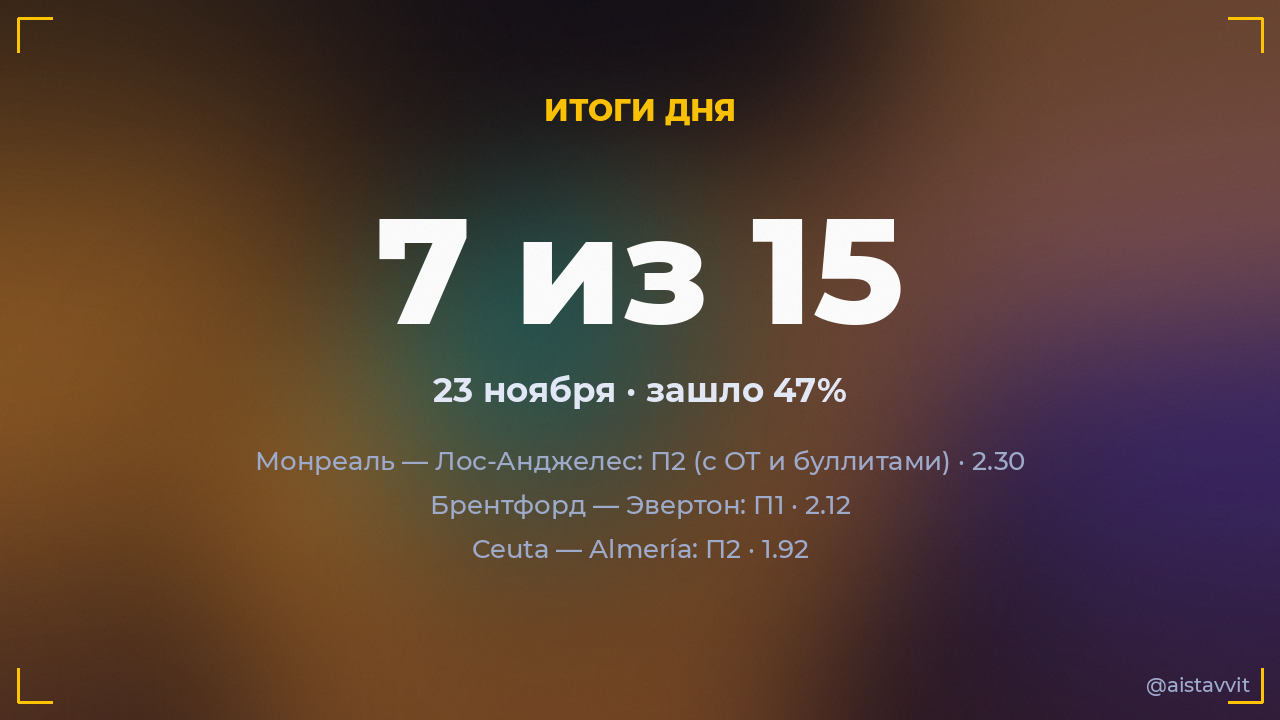 ИТОГИ ДНЯ
7 из 15
23 ноября · зашло 47%
Монреаль — Лос-Анджелес: П2 (с ОТ и буллитами) · 2.30
Брентфорд — Эвертон: П1 · 2.12
Ceuta — Almería: П2 · 1.92
@aistavvit